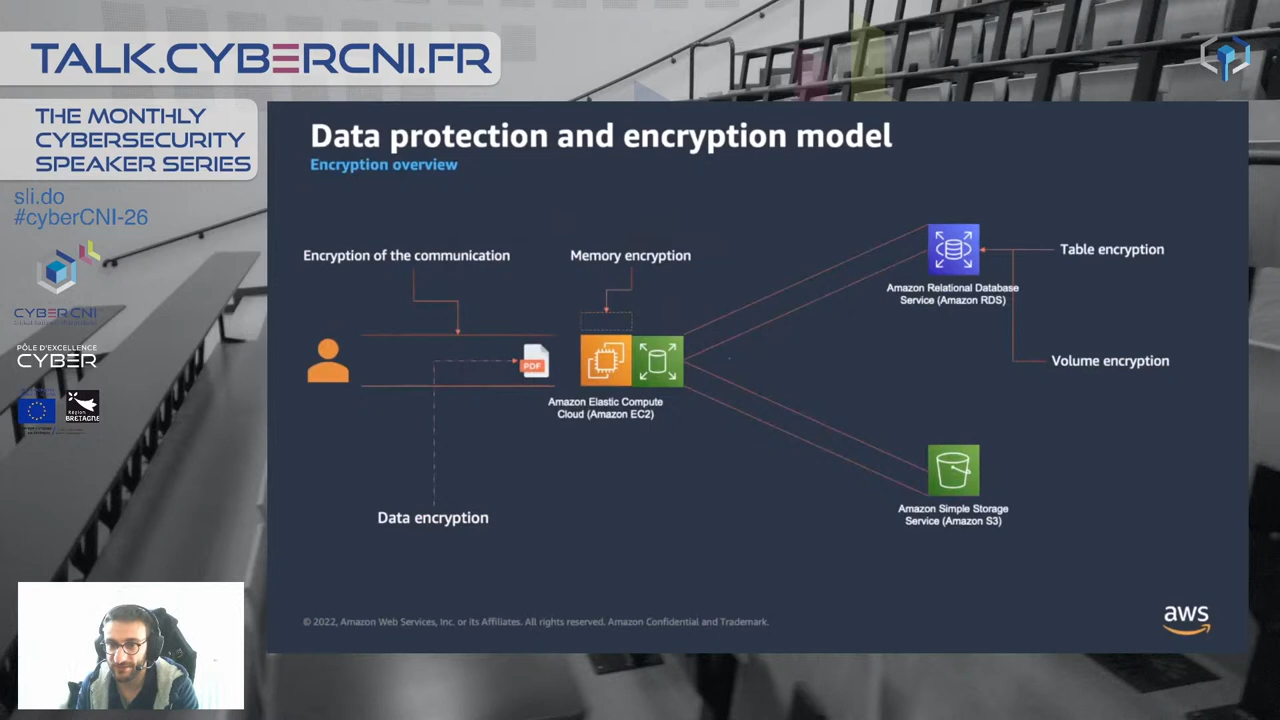 TALK.CYBERCNI.FR
THE MONTHLY
CYBERSECURITY
SPEAKER SERIES
sli.do
#cyberCNI-26
CYBERCNI
PÔLE D'EXCELLENCE
CYBER
Région
BRETAGNE
Data protection and encryption model
Encryption overview
Encryption of the communication
Memory encryption
Table encryption
Amazon Relational Database
Service (Amazon RDS)
Volume encryption
PDF
Amazon Elastic Compute
Cloud (Amazon EC2)
Data encryption
Amazon Simple Storage
Service (Amazon S3)
© 2022, Amazon Web Services, Inc. or its Affiliates. All rights reserved. Amazon Confidential and Trademark.
aws